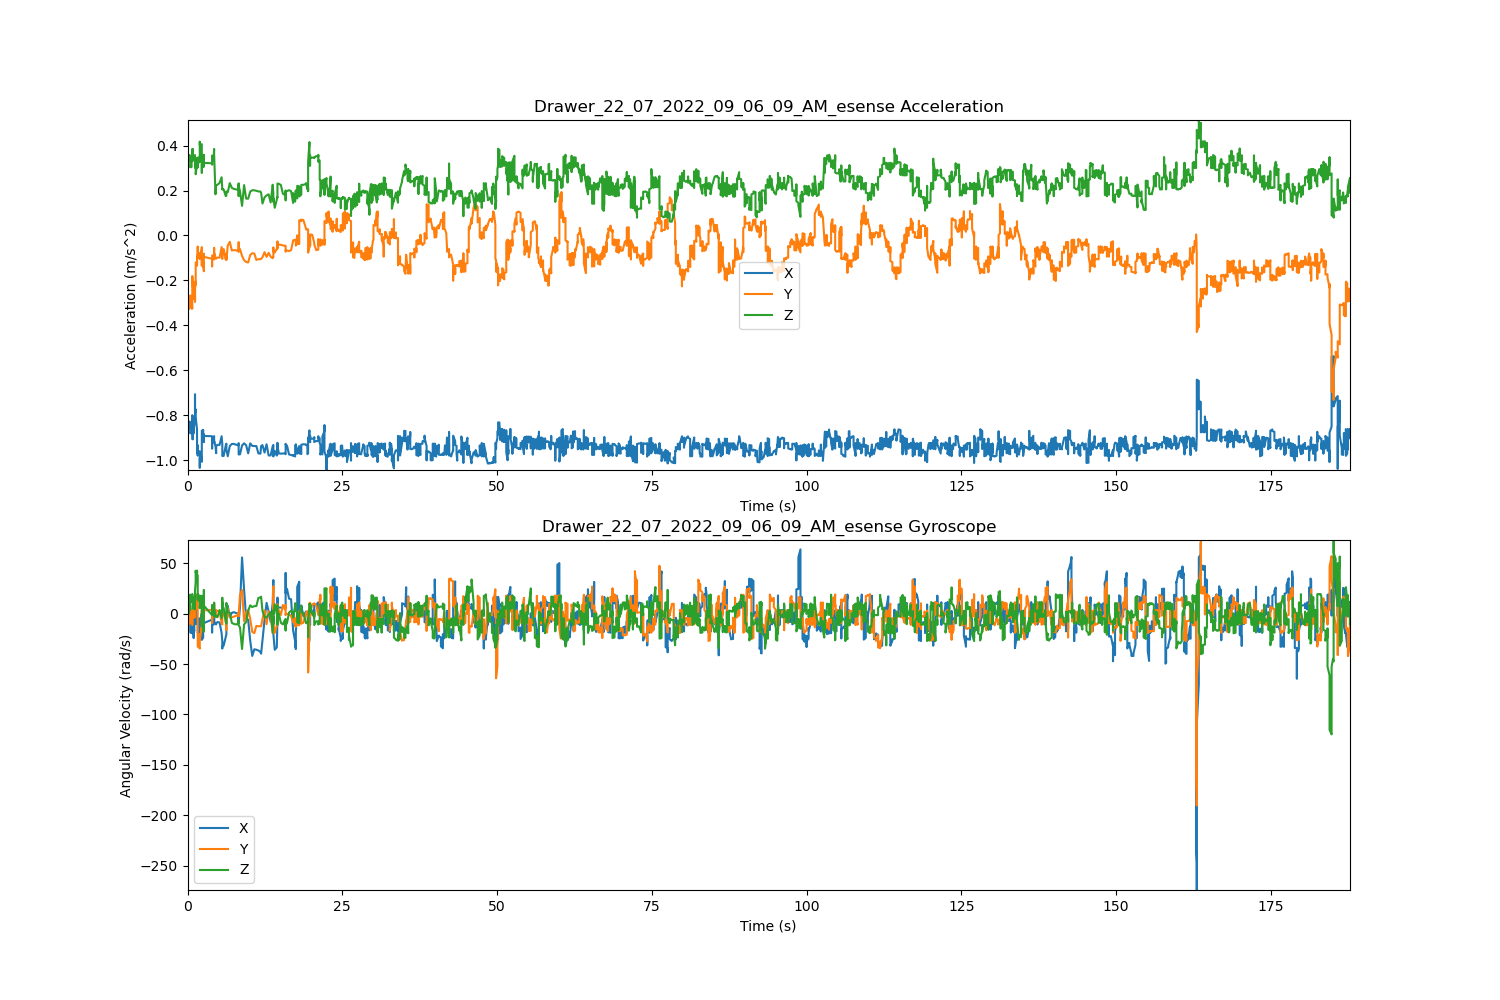 Drawer_22_07_2022_09_06_09_AM_esense Acceleration
Acceleration (m/s^2)
0.4
0.2
0.0
−0.2
−0.4
−0.6
−0.8
−1.0
X
Y
Z
0 25 50 75 100 125 150 175
Time (s)
Drawer_22_07_2022_09_06_09_AM_esense Gyroscope
Angular Velocity (rad/s)
50
0
−50
−100
−150
−200
−250
X
Y
Z
0 25 50 75 100 125 150 175
Time (s)